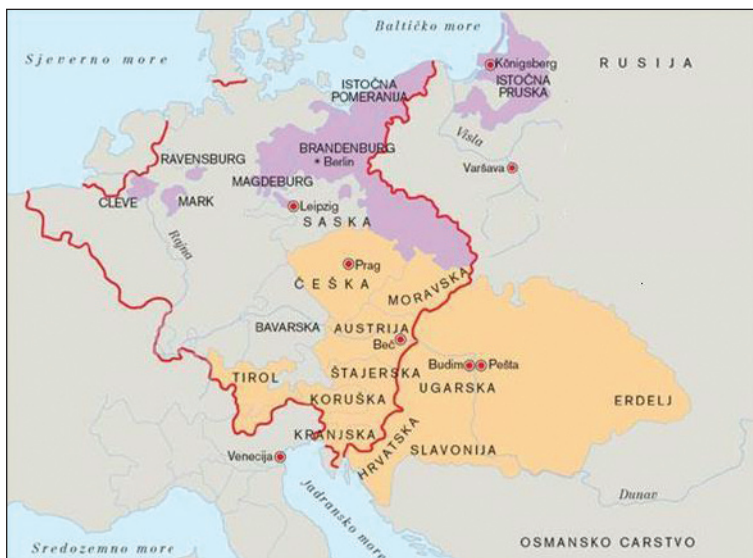 Baltičko more
Sjeverno more
Königsberg
RUSIJA
ISTOČNA
POMERANIJA
ISTOČNA
PRUSKA
Visla
BRANDENBURG
Berlin
RAVENSBURG
Varšava
MAGDEBURG
CLEVE
MARK
Leipzig
SASKA
Rajna
Prag
ČEŠKA
MORAVSKA
BAVARSKA
AUSTRIJA
Beč
TIROL
ŠTAJERSKA
Budim
Pešta
UGARSKA
KORUŠKA
ERDELJ
KRANJSKA
HRVATSKA
SLAVONIJA
Venecija
Jadransko more
Dunav
Sredozemno more
OSMANSKO CARSTVO